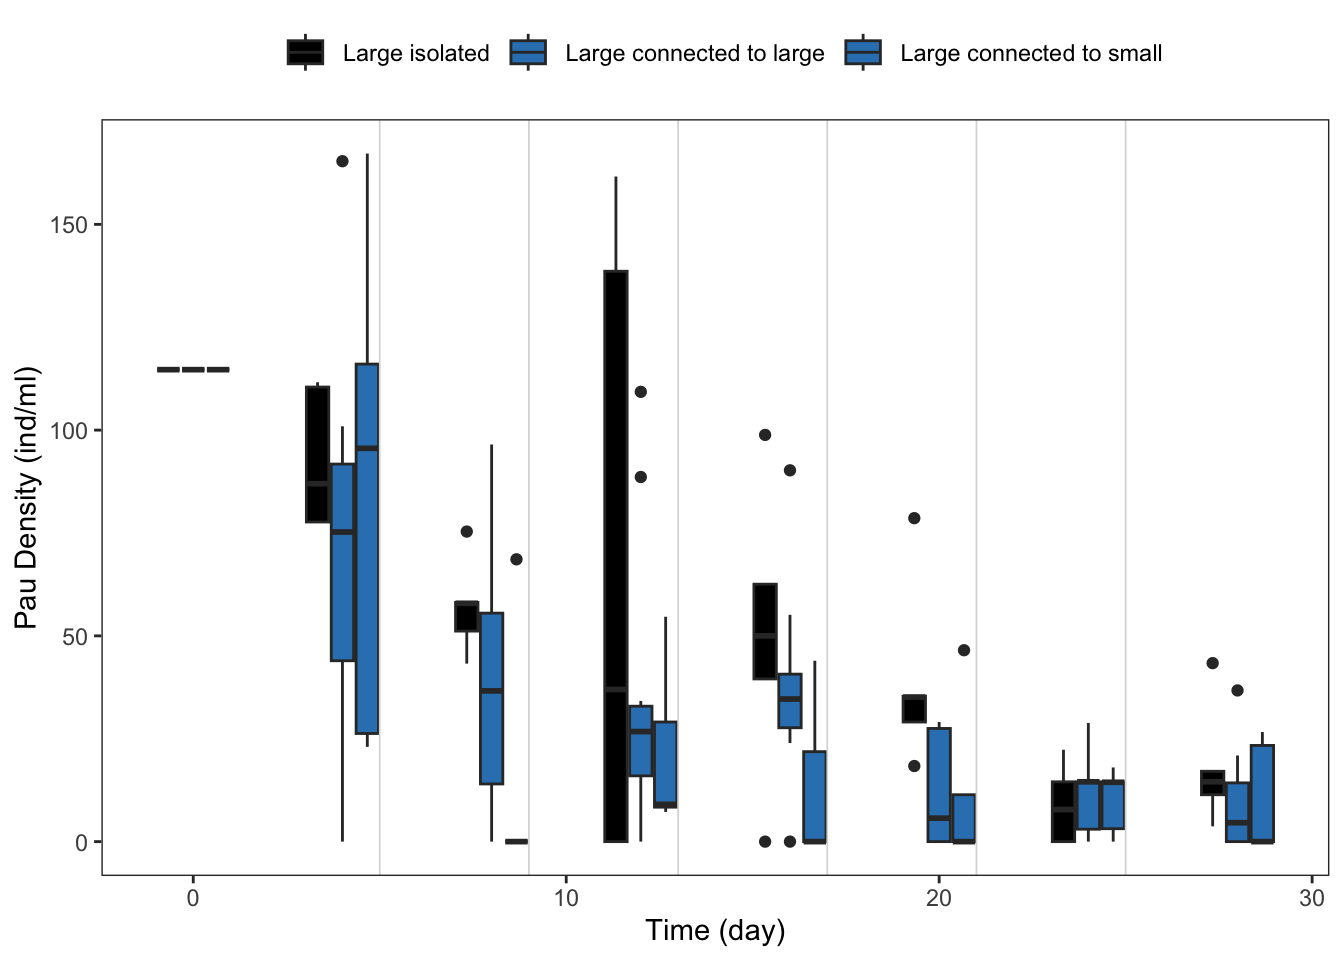 Large isolated Large connected to large Large connected to small
Pau Density (ind/ml)
150
100
50
0
0 10 20 30
Time (day)